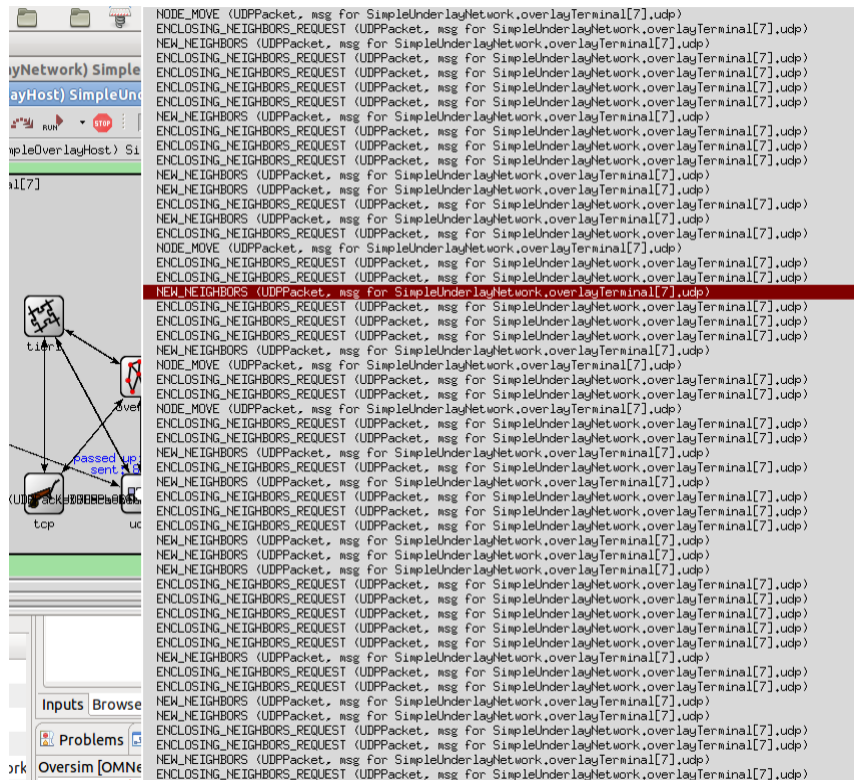 yNetwork) Simple
ayHost) SimpleUnd
RUN
STOP
mpleOverlayHost) Si
al[7]
tier1
over
passed up:
sent:
tcp
ud
Inputs Browse
Problems
ork Oversim [OMNe
NODE_MOVE (UDPPacket, msg for SimpleUnderlayNetwork.overlayTerminal[7].udp)
ENCLOSING_NEIGHBORS_REQUEST (UDPPacket, msg for SimpleUnderlayNetwork.overlayTerminal[7].udp)
NEW_NEIGHBORS (UDPPacket, msg for SimpleUnderlayNetwork.overlayTerminal[7].udp)
ENCLOSING_NEIGHBORS_REQUEST (UDPPacket, msg for SimpleUnderlayNetwork.overlayTerminal[7].udp)
ENCLOSING_NEIGHBORS_REQUEST (UDPPacket, msg for SimpleUnderlayNetwork.overlayTerminal[7].udp)
ENCLOSING_NEIGHBORS_REQUEST (UDPPacket, msg for SimpleUnderlayNetwork.overlayTerminal[7].udp)
ENCLOSING_NEIGHBORS_REQUEST (UDPPacket, msg for SimpleUnderlayNetwork.overlayTerminal[7].udp)
NEW_NEIGHBORS (UDPPacket, msg for SimpleUnderlayNetwork.overlayTerminal[7].udp)
ENCLOSING_NEIGHBORS_REQUEST (UDPPacket, msg for SimpleUnderlayNetwork.overlayTerminal[7].udp)
ENCLOSING_NEIGHBORS_REQUEST (UDPPacket, msg for SimpleUnderlayNetwork.overlayTerminal[7].udp)
ENCLOSING_NEIGHBORS_REQUEST (UDPPacket, msg for SimpleUnderlayNetwork.overlayTerminal[7].udp)
NEW_NEIGHBORS (UDPPacket, msg for SimpleUnderlayNetwork.overlayTerminal[7].udp)
NEW_NEIGHBORS (UDPPacket, msg for SimpleUnderlayNetwork.overlayTerminal[7].udp)
ENCLOSING_NEIGHBORS_REQUEST (UDPPacket, msg for SimpleUnderlayNetwork.overlayTerminal[7].udp)
NEW_NEIGHBORS (UDPPacket, msg for SimpleUnderlayNetwork.overlayTerminal[7].udp)
ENCLOSING_NEIGHBORS_REQUEST (UDPPacket, msg for SimpleUnderlayNetwork.overlayTerminal[7].udp)
NODE_MOVE (UDPPacket, msg for SimpleUnderlayNetwork.overlayTerminal[7].udp)
ENCLOSING_NEIGHBORS_REQUEST (UDPPacket, msg for SimpleUnderlayNetwork.overlayTerminal[7].udp)
ENCLOSING_NEIGHBORS_REQUEST (UDPPacket, msg for SimpleUnderlayNetwork.overlayTerminal[7].udp)
NEW_NEIGHBORS (UDPPacket, msg for SimpleUnderlayNetwork.overlayTerminal[7].udp)
ENCLOSING_NEIGHBORS_REQUEST (UDPPacket, msg for SimpleUnderlayNetwork.overlayTerminal[7].udp)
ENCLOSING_NEIGHBORS_REQUEST (UDPPacket, msg for SimpleUnderlayNetwork.overlayTerminal[7].udp)
ENCLOSING_NEIGHBORS_REQUEST (UDPPacket, msg for SimpleUnderlayNetwork.overlayTerminal[7].udp)
NEW_NEIGHBORS (UDPPacket, msg for SimpleUnderlayNetwork.overlayTerminal[7].udp)
NODE_MOVE (UDPPacket, msg for SimpleUnderlayNetwork.overlayTerminal[7].udp)
ENCLOSING_NEIGHBORS_REQUEST (UDPPacket, msg for SimpleUnderlayNetwork.overlayTerminal[7].udp)
ENCLOSING_NEIGHBORS_REQUEST (UDPPacket, msg for SimpleUnderlayNetwork.overlayTerminal[7].udp)
NODE_MOVE (UDPPacket, msg for SimpleUnderlayNetwork.overlayTerminal[7].udp)
ENCLOSING_NEIGHBORS_REQUEST (UDPPacket, msg for SimpleUnderlayNetwork.overlayTerminal[7].udp)
ENCLOSING_NEIGHBORS_REQUEST (UDPPacket, msg for SimpleUnderlayNetwork.overlayTerminal[7].udp)
NEW_NEIGHBORS (UDPPacket, msg for SimpleUnderlayNetwork.overlayTerminal[7].udp)
ENCLOSING_NEIGHBORS_REQUEST (UDPPacket, msg for SimpleUnderlayNetwork.overlayTerminal[7].udp)
NEW_NEIGHBORS (UDPPacket, msg for SimpleUnderlayNetwork.overlayTerminal[7].udp)
ENCLOSING_NEIGHBORS_REQUEST (UDPPacket, msg for SimpleUnderlayNetwork.overlayTerminal[7].udp)
ENCLOSING_NEIGHBORS_REQUEST (UDPPacket, msg for SimpleUnderlayNetwork.overlayTerminal[7].udp)
ENCLOSING_NEIGHBORS_REQUEST (UDPPacket, msg for SimpleUnderlayNetwork.overlayTerminal[7].udp)
NEW_NEIGHBORS (UDPPacket, msg for SimpleUnderlayNetwork.overlayTerminal[7].udp)
NEW_NEIGHBORS (UDPPacket, msg for SimpleUnderlayNetwork.overlayTerminal[7].udp)
NEW_NEIGHBORS (UDPPacket, msg for SimpleUnderlayNetwork.overlayTerminal[7].udp)
ENCLOSING_NEIGHBORS_REQUEST (UDPPacket, msg for SimpleUnderlayNetwork.overlayTerminal[7].udp)
ENCLOSING_NEIGHBORS_REQUEST (UDPPacket, msg for SimpleUnderlayNetwork.overlayTerminal[7].udp)
ENCLOSING_NEIGHBORS_REQUEST (UDPPacket, msg for SimpleUnderlayNetwork.overlayTerminal[7].udp)
ENCLOSING_NEIGHBORS_REQUEST (UDPPacket, msg for SimpleUnderlayNetwork.overlayTerminal[7].udp)
ENCLOSING_NEIGHBORS_REQUEST (UDPPacket, msg for SimpleUnderlayNetwork.overlayTerminal[7].udp)
NEW_NEIGHBORS (UDPPacket, msg for SimpleUnderlayNetwork.overlayTerminal[7].udp)
ENCLOSING_NEIGHBORS_REQUEST (UDPPacket, msg for SimpleUnderlayNetwork.overlayTerminal[7].udp)
ENCLOSING_NEIGHBORS_REQUEST (UDPPacket, msg for SimpleUnderlayNetwork.overlayTerminal[7].udp)
NEW_NEIGHBORS (UDPPacket, msg for SimpleUnderlayNetwork.overlayTerminal[7].udp)
NEW_NEIGHBORS (UDPPacket, msg for SimpleUnderlayNetwork.overlayTerminal[7].udp)
ENCLOSING_NEIGHBORS_REQUEST (UDPPacket, msg for SimpleUnderlayNetwork.overlayTerminal[7].udp)
ENCLOSING_NEIGHBORS_REQUEST (UDPPacket, msg for SimpleUnderlayNetwork.overlayTerminal[7].udp)
NEW_NEIGHBORS (UDPPacket, msg for SimpleUnderlayNetwork.overlayTerminal[7].udp)
ENCLOSING_NEIGHBORS_REQUEST (UDPPacket, msg for SimpleUnderlayNetwork.overlayTerminal[7].udp)